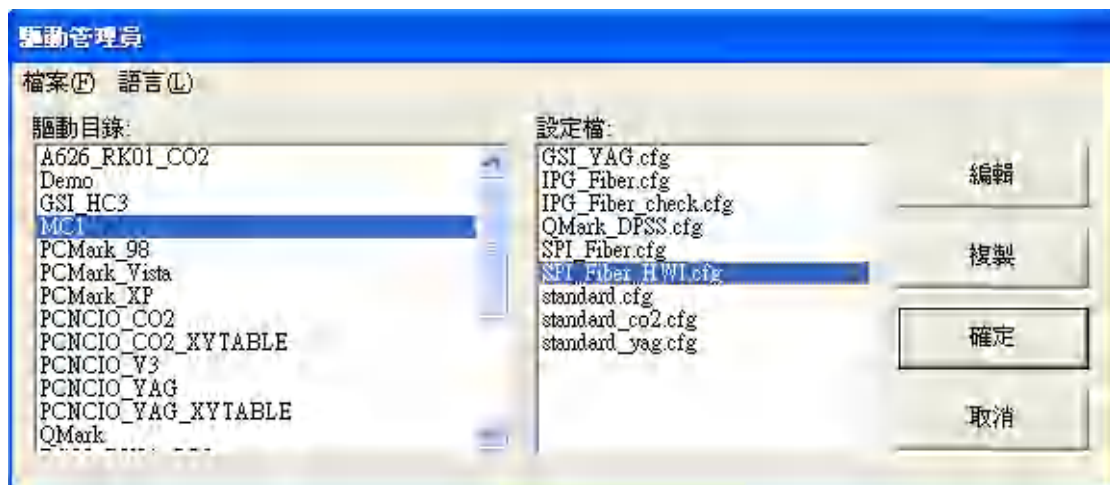 驅動管理員
檔案(F) 語言(L)
驅動目錄:
A626_RK01_CO2
Demo
GSI_HC3
MC1
PCMark_98
PCMark_Vista
PCMark_XP
PCNCIO_CO2
PCNCIO_CO2_XYTABLE
PCNCIO_V3
PCNCIO_YAG
PCNCIO_YAG_XYTABLE
QMark
設定檔:
GSI_YAG.cfg
IPG_Fiber.cfg
IPG_Fiber_check.cfg
QMark_DPSS.cfg
SPI_Fiber.cfg
SPI_Fiber_HWI.cfg
standard.cfg
standard_co2.cfg
standard_yag.cfg
編輯
複製
確定
取消